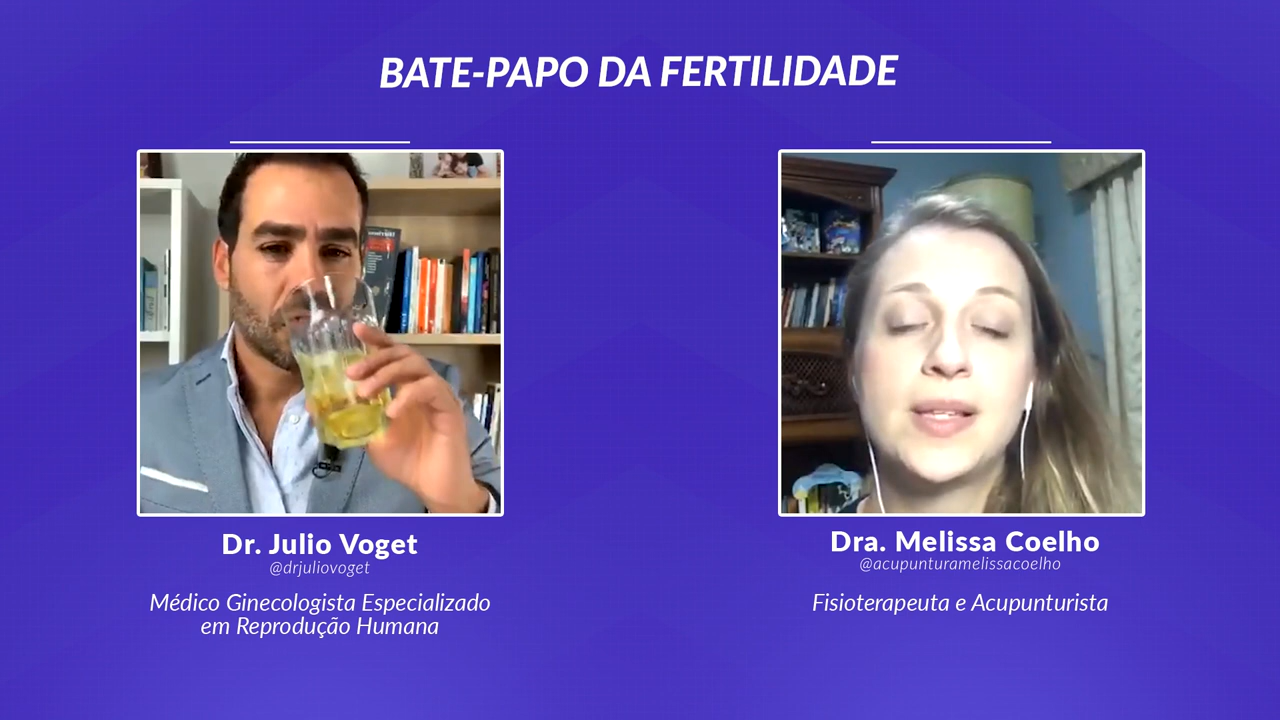 BATE-PAPO DA FERTILIDADE
Dr. Julio Voget
@drjuliovoget
Médico Ginecologista Especializado
em Reprodução Humana
Dra. Melissa Coelho
@acupunturamelissacoelho
Fisioterapeuta e Acupunturista